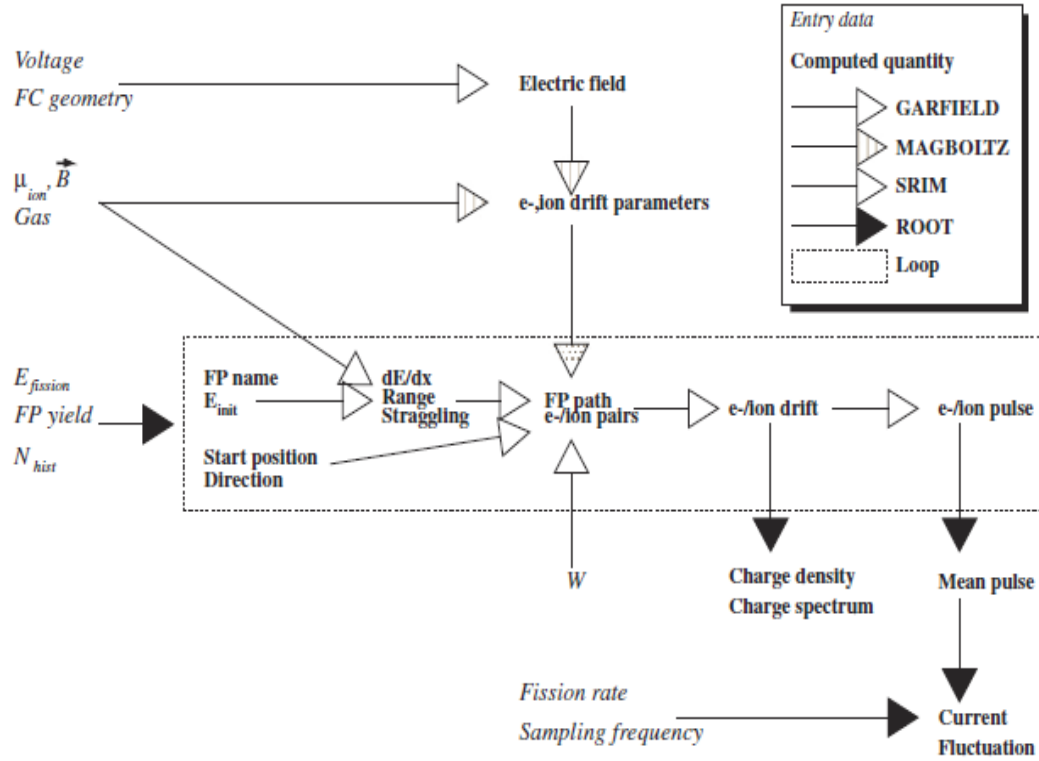 Entry data
Computed quantity
GARFIELD
MAGBOLTZ
SRIM
ROOT
Loop
Voltage
FC geometry
Electric field
μion, B
Gas
e-,ion drift parameters
Efission
FP yield
Nhist
FP name
Einit
dE/dx
Range
Straggling
FP path
e-/ion pairs
e-/ion drift
e-/ion pulse
Start position
Direction
W
Charge density
Charge spectrum
Mean pulse
Fission rate
Sampling frequency
Current
Fluctuation